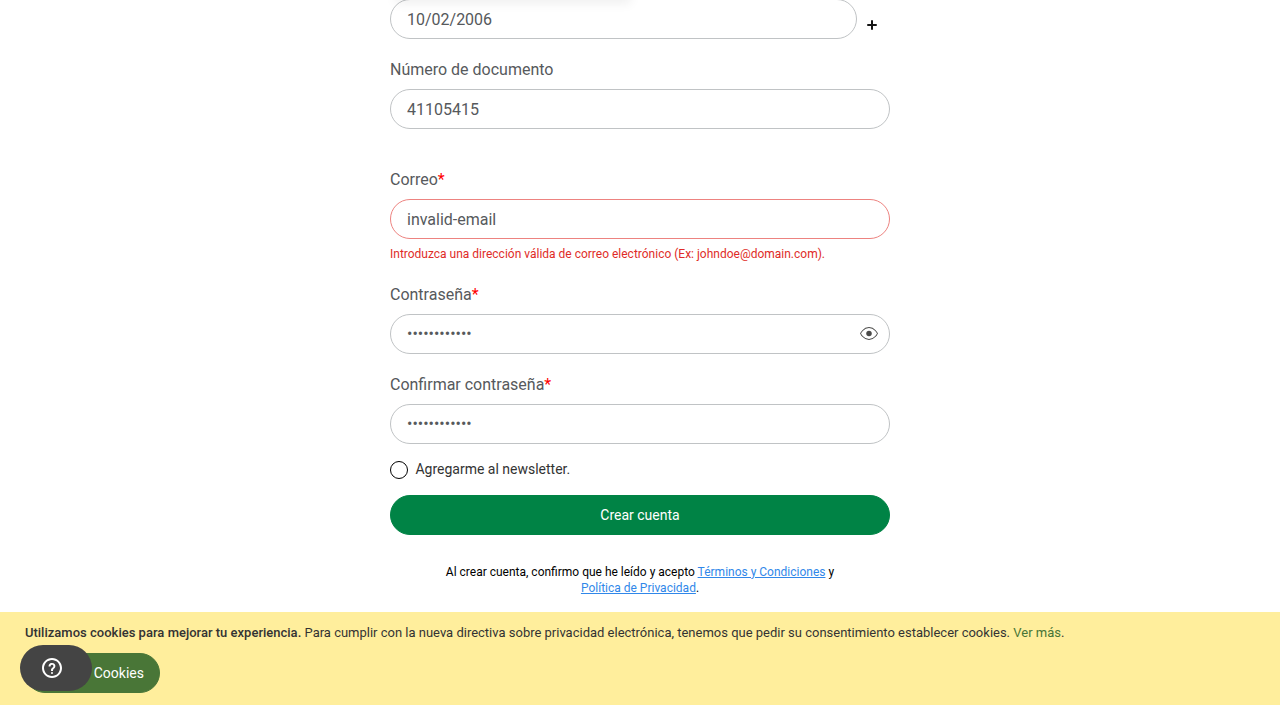 10/02/2006
+
Número de documento
41105415
Correo*
invalid-email
Introduzca una dirección válida de correo electrónico (Ex: johndoe@domain.com).
Contraseña*
••••••••••••
Confirmar contraseña*
••••••••••••
Agregarme al newsletter.
Crear cuenta
Al crear cuenta, confirmo que he leído y acepto Términos y Condiciones y
Política de Privacidad.
Utilizamos cookies para mejorar tu experiencia. Para cumplir con la nueva directiva sobre privacidad electrónica, tenemos que pedir su consentimiento establecer cookies. Ver más.
Cookies